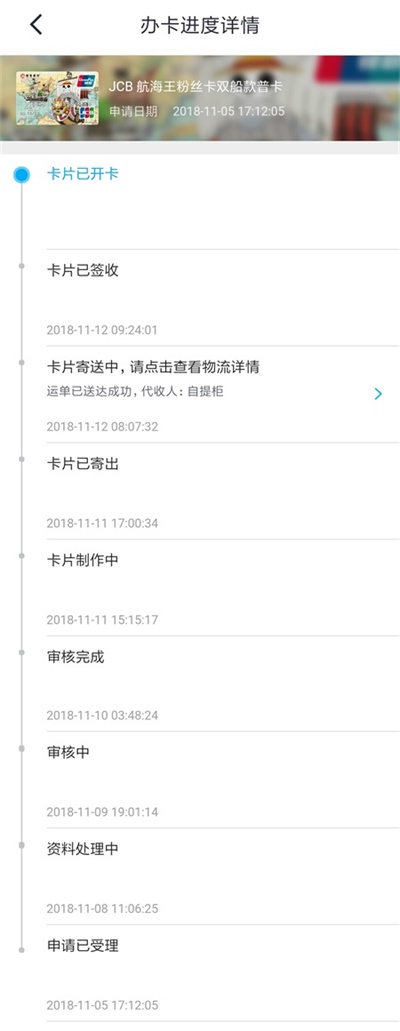 办卡进度详情
JCB 航海王粉丝卡双船款普卡
申请日期 2018-11-05 17:12:05
卡片已开卡
卡片已签收
2018-11-12 09:24:01
卡片寄送中，请点击查看物流详情
运单已送达成功，代收人：自提柜
2018-11-12 08:07:32
卡片已寄出
2018-11-11 17:00:34
卡片制作中
2018-11-11 15:15:17
审核完成
2018-11-10 03:48:24
审核中
2018-11-09 19:01:14
资料处理中
2018-11-08 11:06:25
申请已受理
2018-11-05 17:12:05